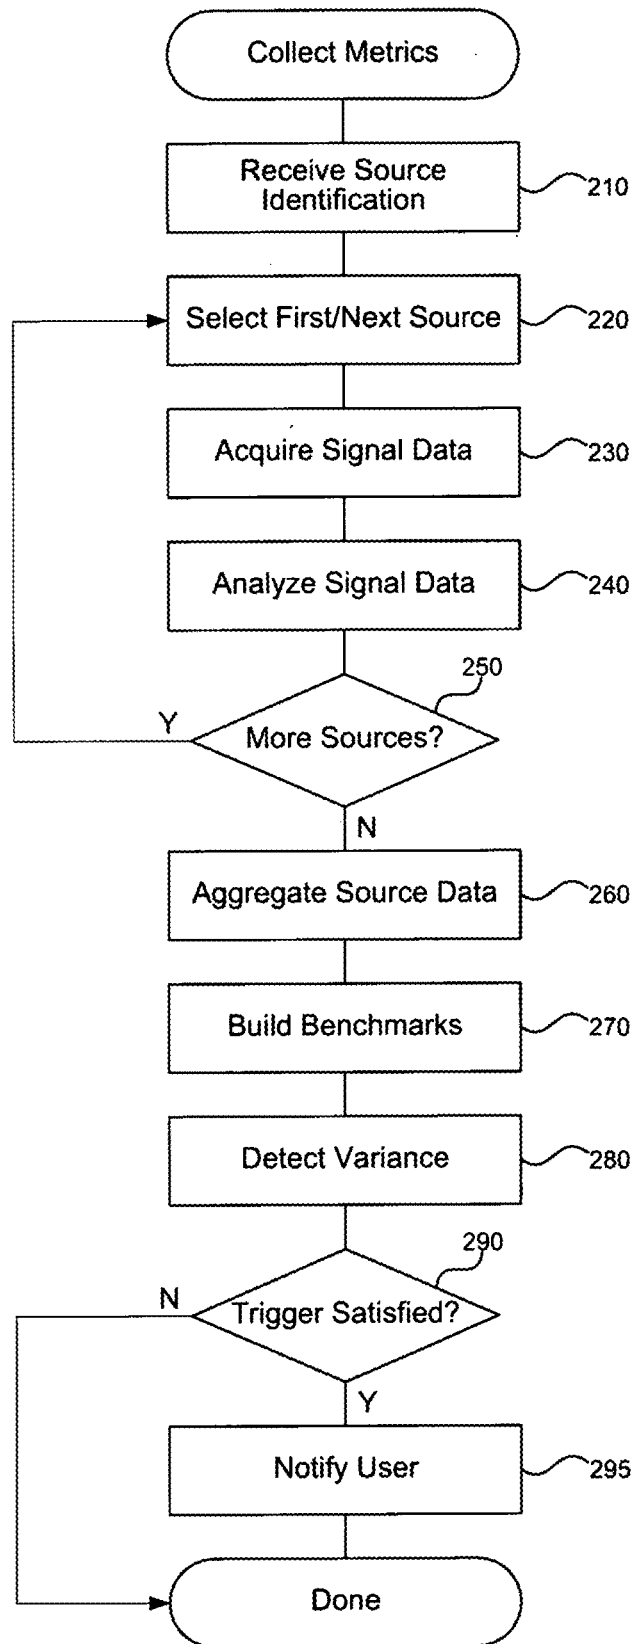 Collect Metrics
Receive Source
Identification
210
Select First/Next Source
220
Acquire Signal Data
230
Analyze Signal Data
240
250
More Sources?
Y
N
Aggregate Source Data
260
Build Benchmarks
270
Detect Variance
280
290
Trigger Satisfied?
N
Y
Notify User
295
Done